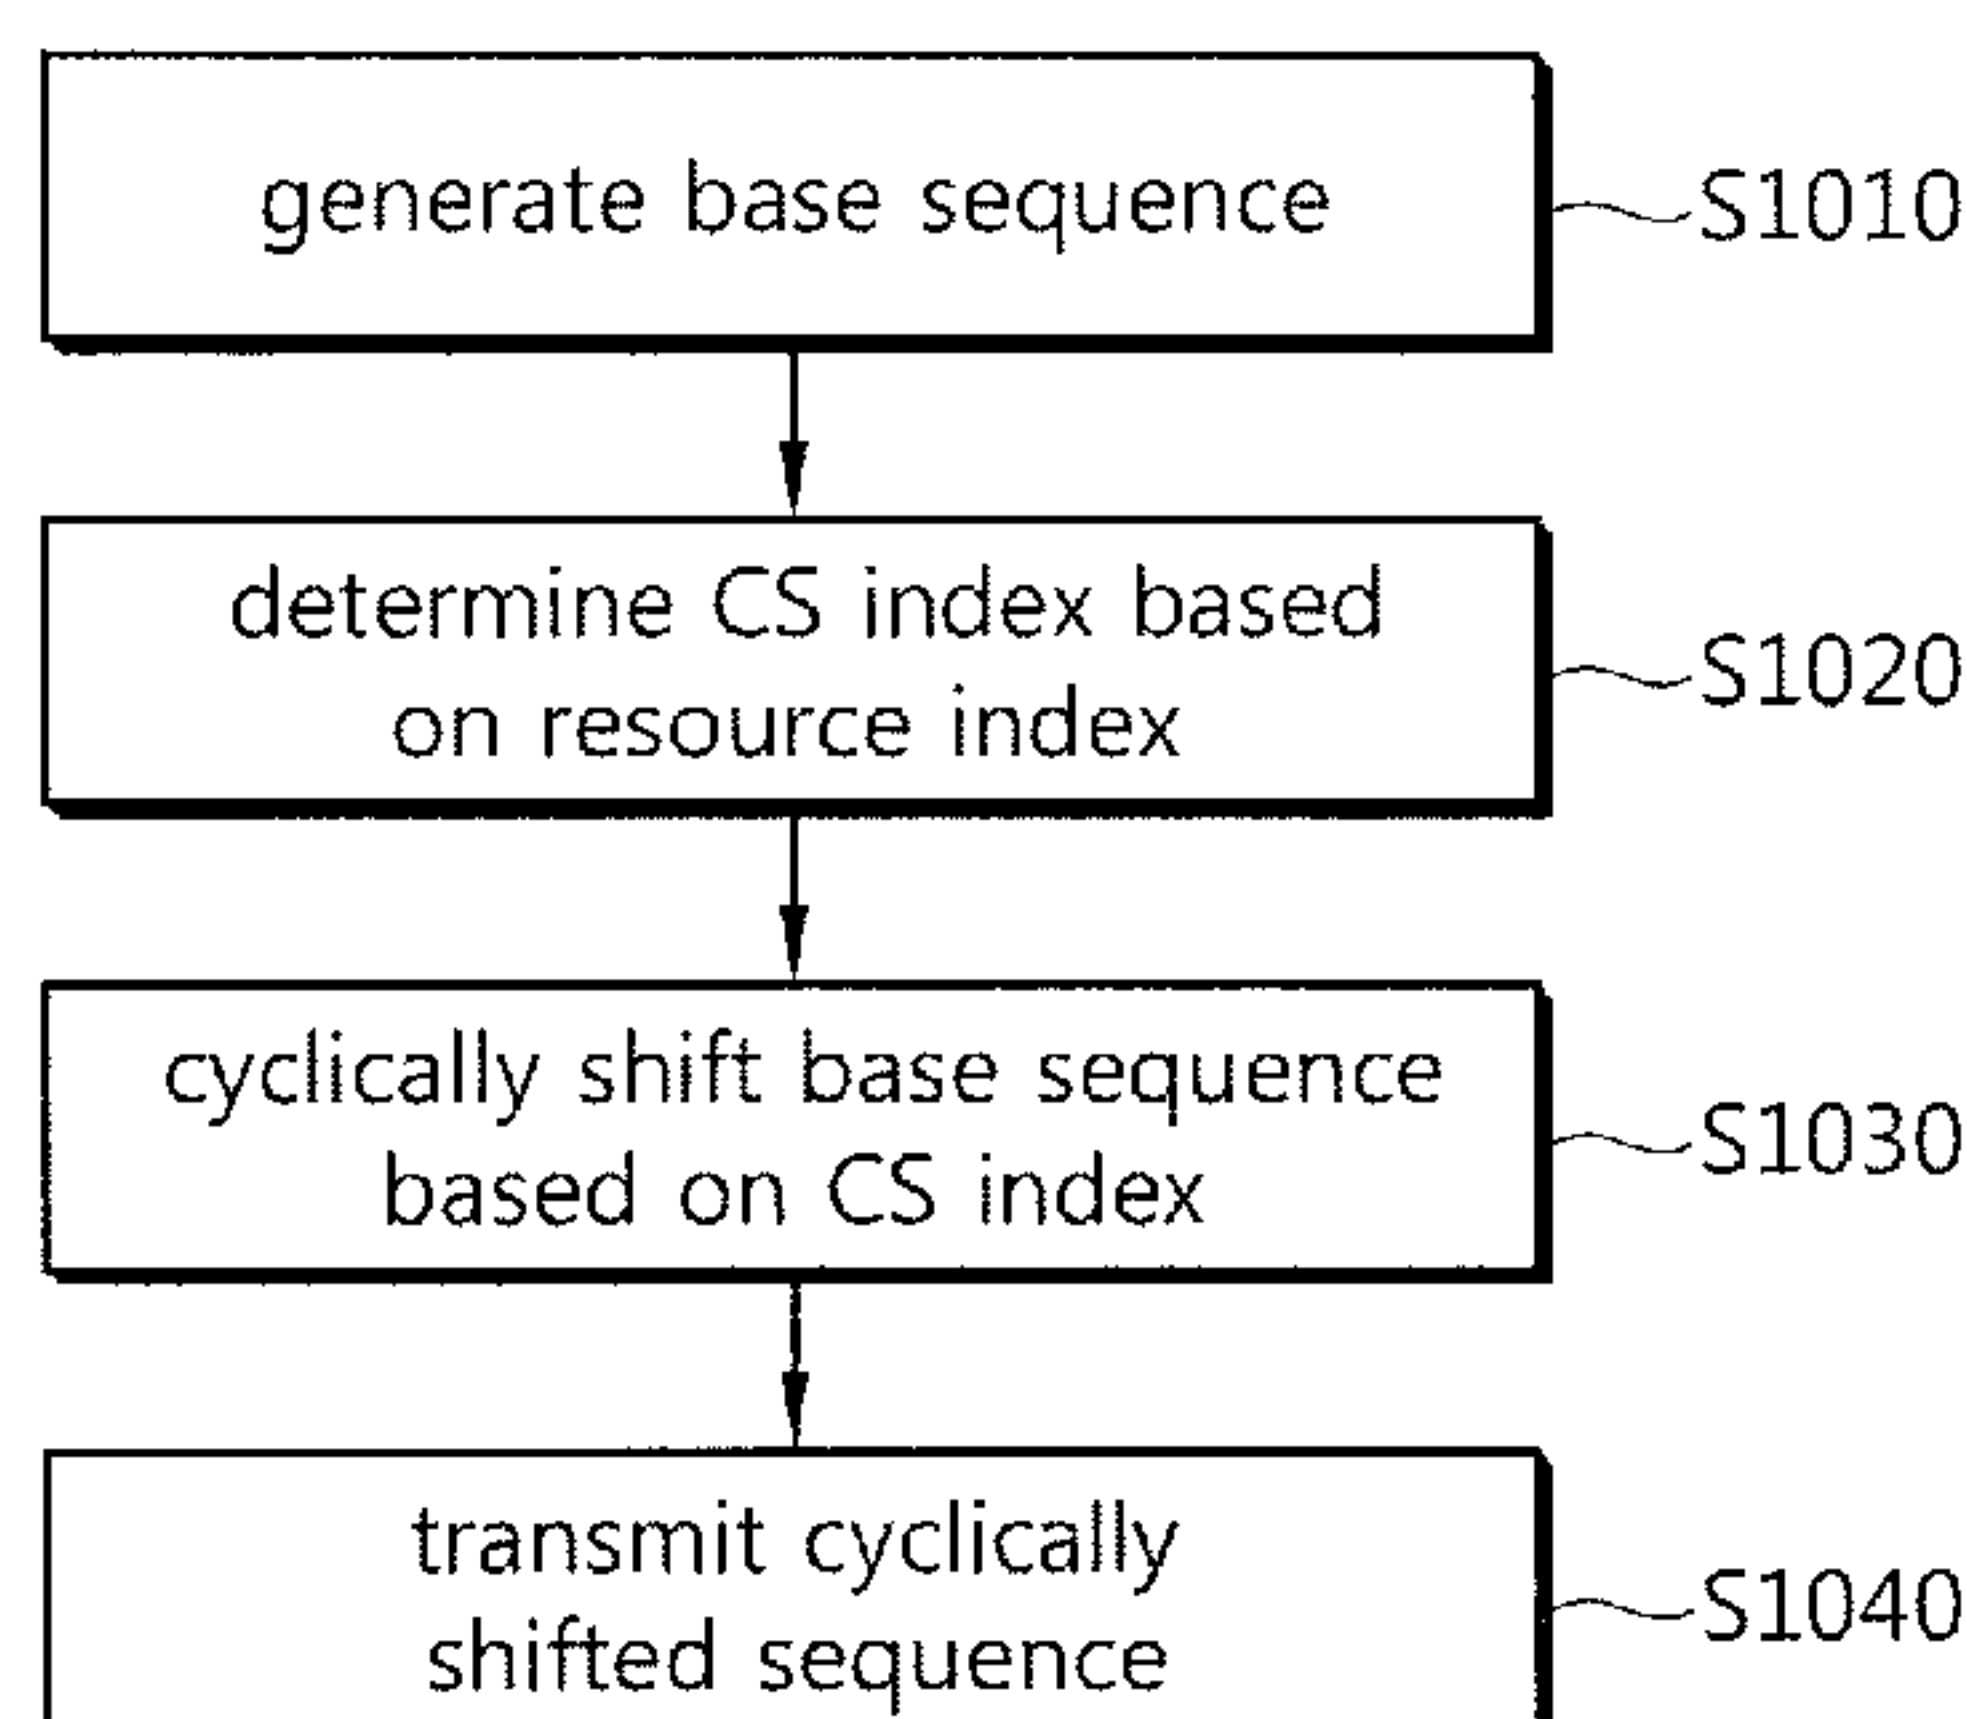 generate base sequence
S1010
determine CS index based
on resource index
S1020
cyclically shift base sequence
based on CS index
S1030
transmit cyclically
shifted sequence
S1040